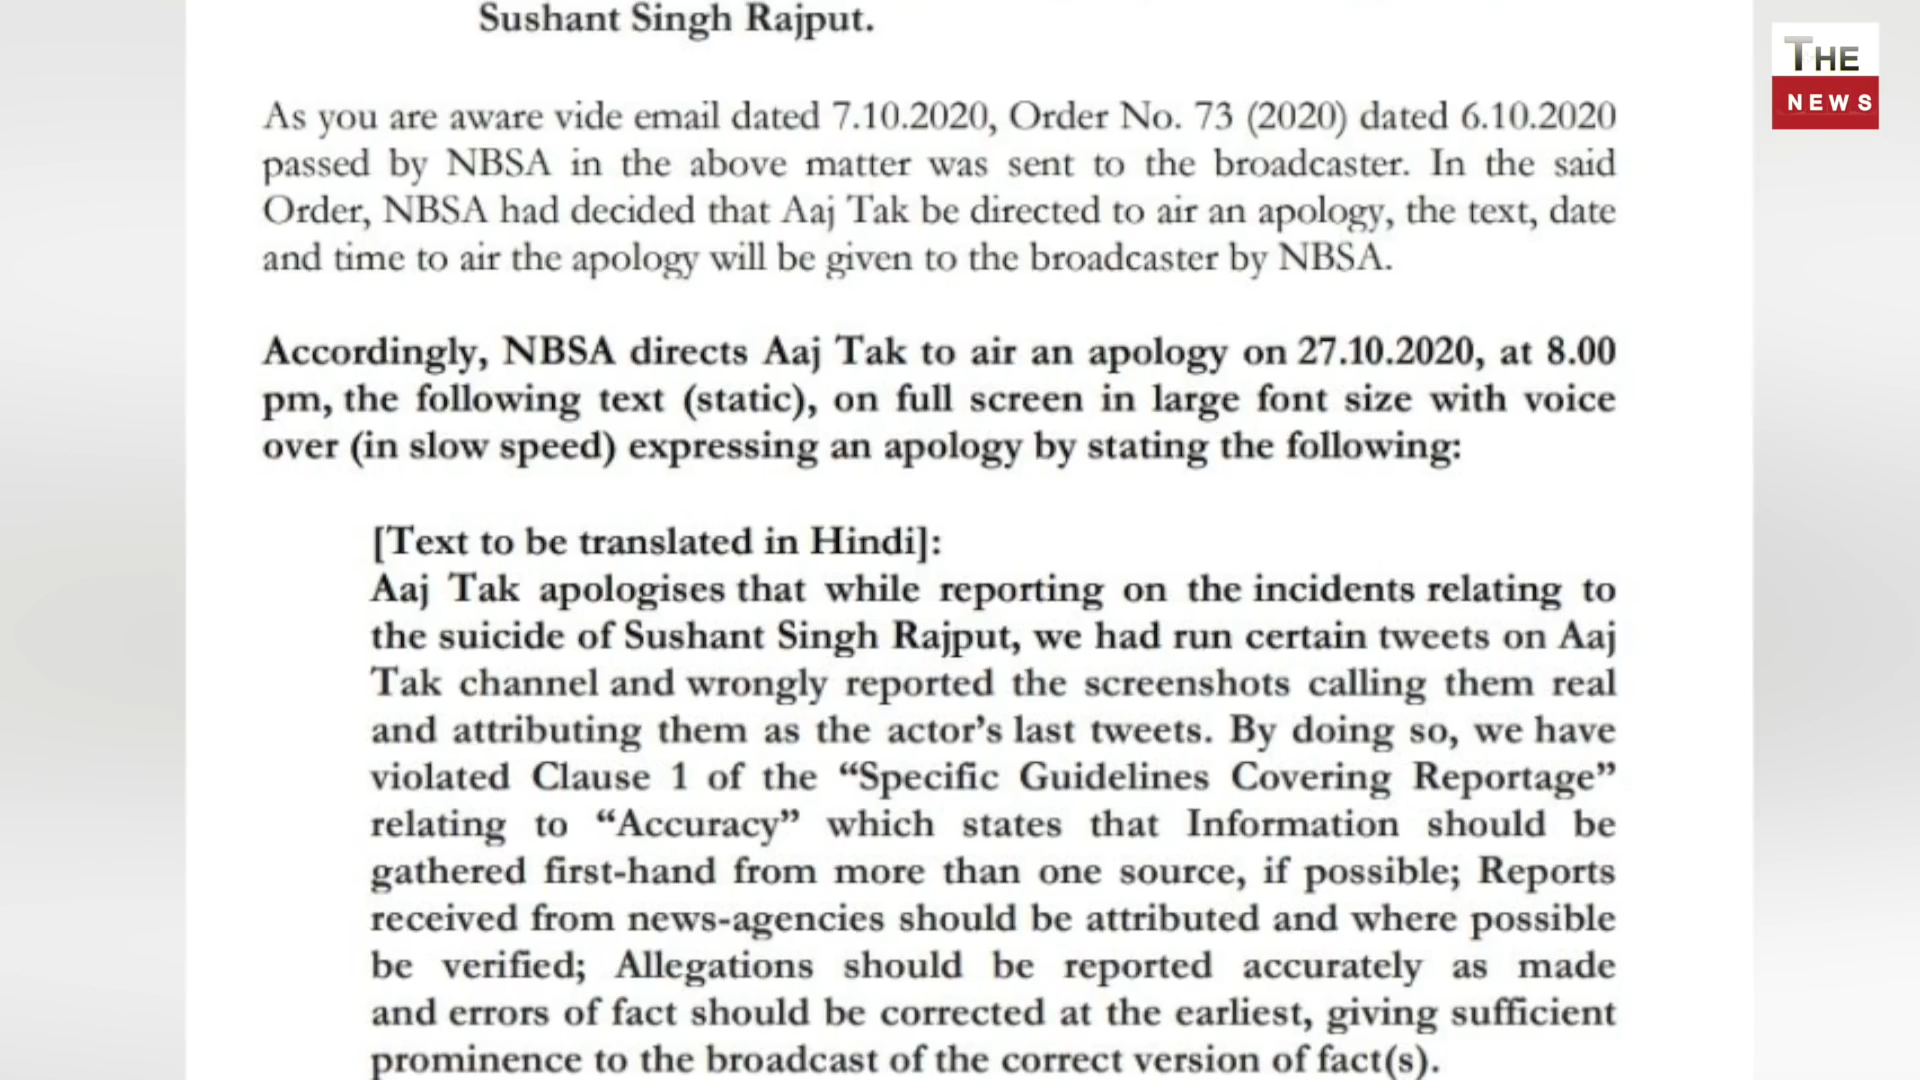 Sushant Singh Rajput.
THE
NEWS
As you are aware vide email dated 7.10.2020, Order No. 73 (2020) dated 6.10.2020
passed by NBSA in the above matter was sent to the broadcaster. In the said
Order, NBSA had decided that Aaj Tak be directed to air an apology, the text, date
and time to air the apology will be given to the broadcaster by NBSA.
Accordingly, NBSA directs Aaj Tak to air an apology on 27.10.2020, at 8.00
pm, the following text (static), on full screen in large font size with voice
over (in slow speed) expressing an apology by stating the following:
[Text to be translated in Hindi]:
Aaj Tak apologises that while reporting on the incidents relating to
the suicide of Sushant Singh Rajput, we had run certain tweets on Aaj
Tak channel and wrongly reported the screenshots calling them real
and attributing them as the actor's last tweets. By doing so, we have
violated Clause 1 of the “Specific Guidelines Covering Reportage”
relating to “Accuracy” which states that Information should be
gathered first-hand from more than one source, if possible; Reports
received from news-agencies should be attributed and where possible
be verified; Allegations should be reported accurately as made
and errors of fact should be corrected at the earliest, giving sufficient
prominence to the broadcast of the correct version of fact(s).